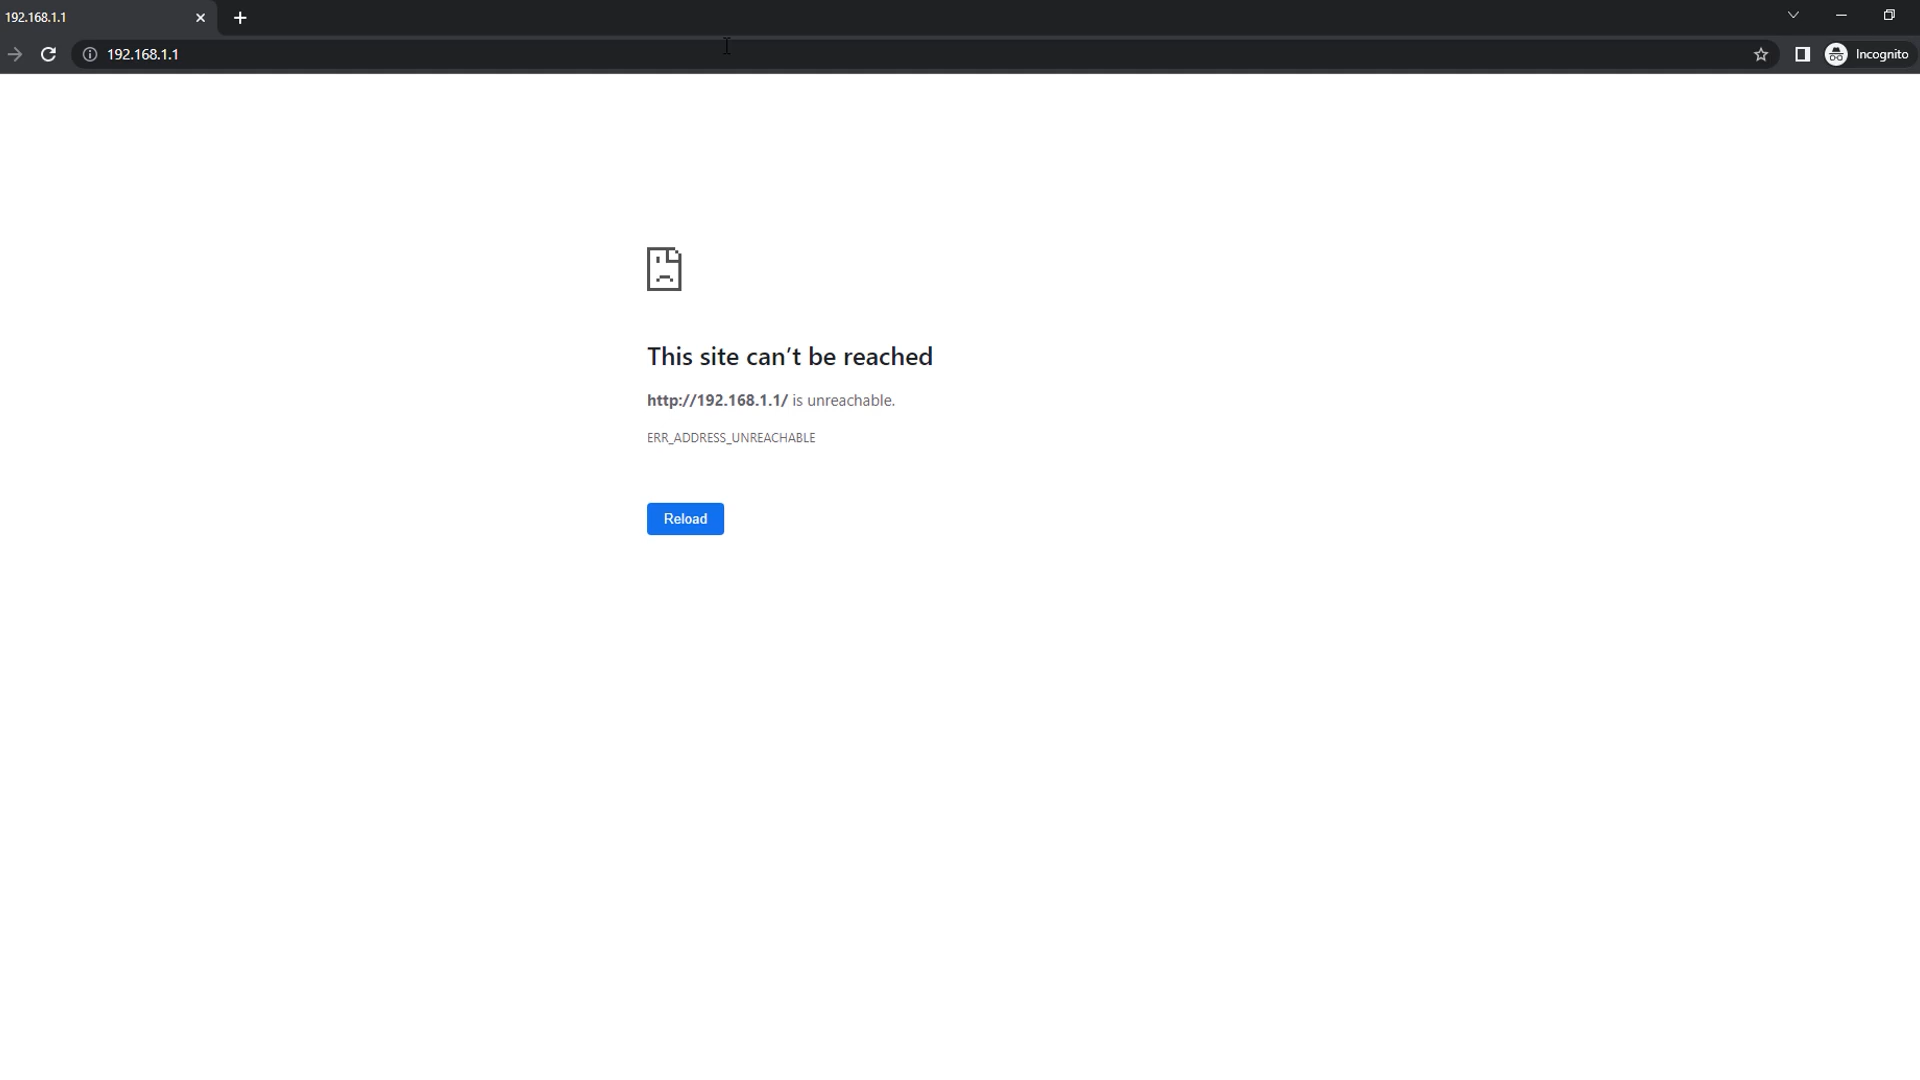 192.168.1.1
192.168.1.1
Incognito
This site can't be reached
http://192.168.1.1/ is unreachable.
ERR_ADDRESS_UNREACHABLE
Reload